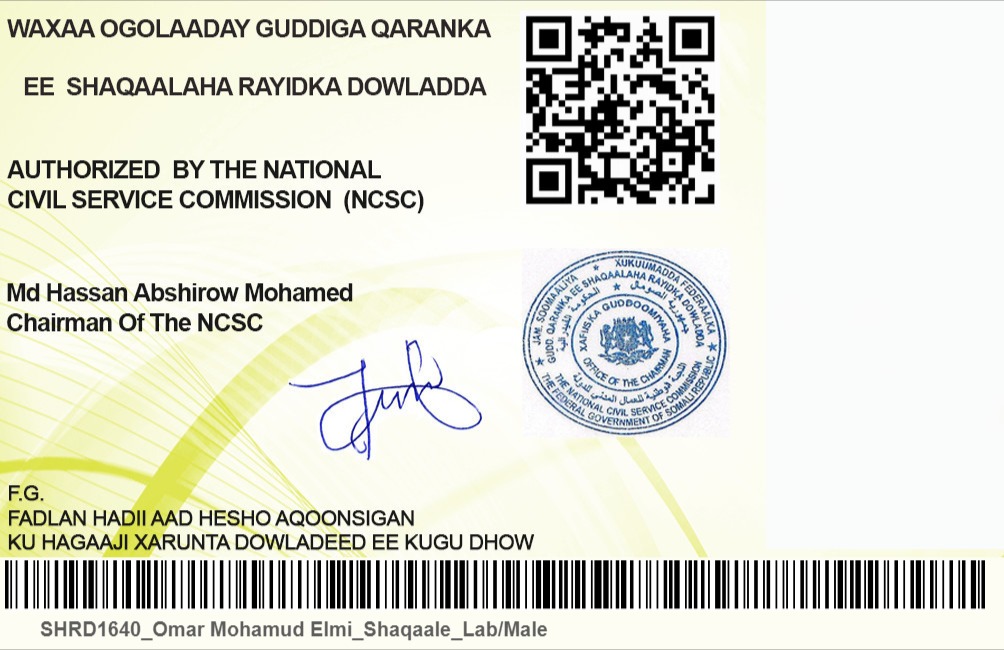 WAXAA OGOLAADAY GUDDIGA QARANKA
EE SHAQAALAHA RAYIDKA DOWLADDA
AUTHORIZED BY THE NATIONAL
CIVIL SERVICE COMMISSION (NCSC)
Md Hassan Abshirow Mohamed
Chairman Of The NCSC
JAM. SOOMAALIYA ★ XUKUUMADDA FEDERAALKA
GUDD. QARANKA EE SHAQAALAHA RAYIDKA DOWLADDA
XAFIISKA GUDDOOMIYAHA
OFFICE OF THE CHAIRMAN
THE NATIONAL CIVIL SERVICE COMMISSION
THE FEDERAL GOVERNMENT OF SOMALI REPUBLIC
F.G.
FADLAN HADII AAD HESHO AQOONSIGAN
KU HAGAAJI XARUNTA DOWLADEED EE KUGU DHOW
SHRD1640_Omar Mohamud Elmi_Shaqaale_Lab/Male